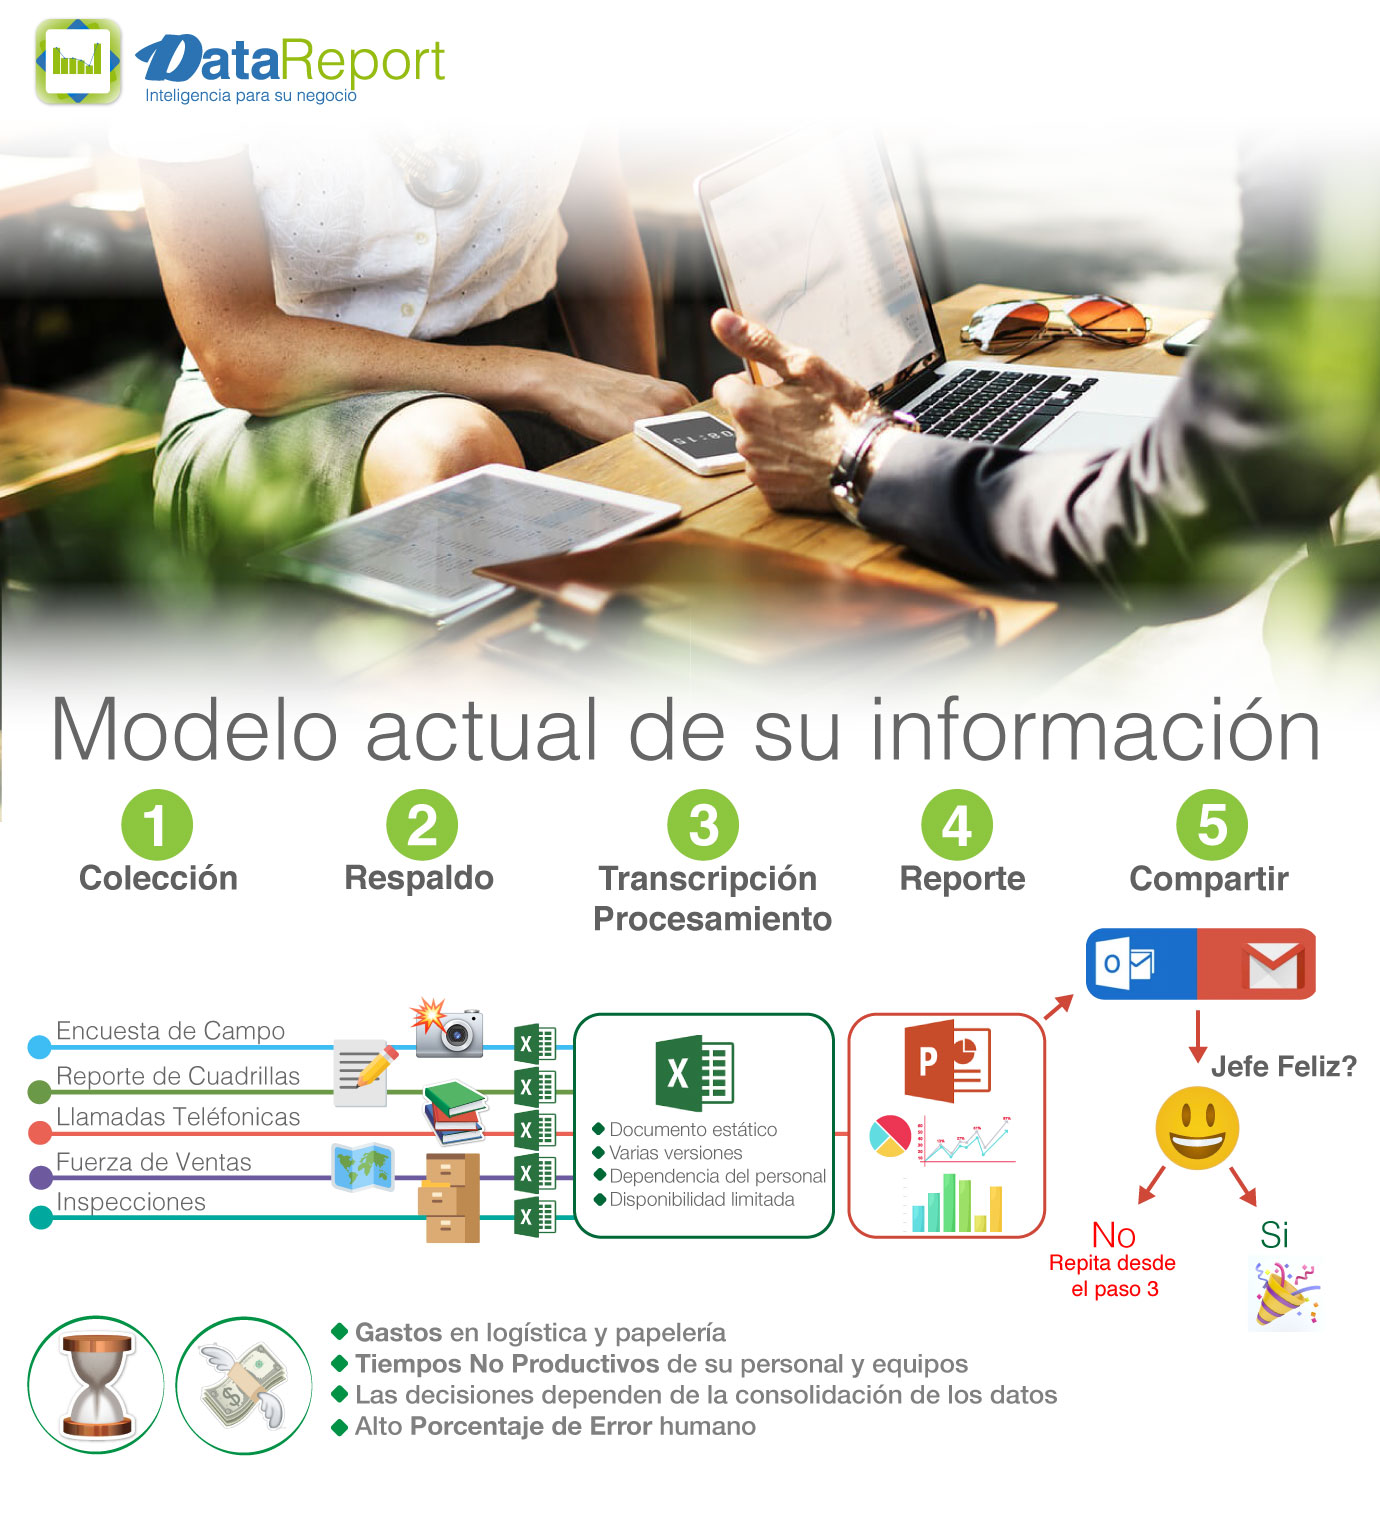 DataReport
Inteligencia para su negocio
08:15
Modelo actual de su información
1
2
3
4
5
Colección
Respaldo
Transcripción
Procesamiento
Reporte
Compartir
Encuesta de Campo
Reporte de Cuadrillas
Llamadas Teléfonicas
Fuerza de Ventas
Inspecciones
X
X
X
X
X
X
Documento estático
Varias versiones
Dependencia del personal
Disponibilidad limitada
P
O
Jefe Feliz?
No
Repita desde
el paso 3
Si
Gastos en logística y papelería
Tiempos No Productivos de su personal y equipos
Las decisiones dependen de la consolidación de los datos
Alto Porcentaje de Error humano